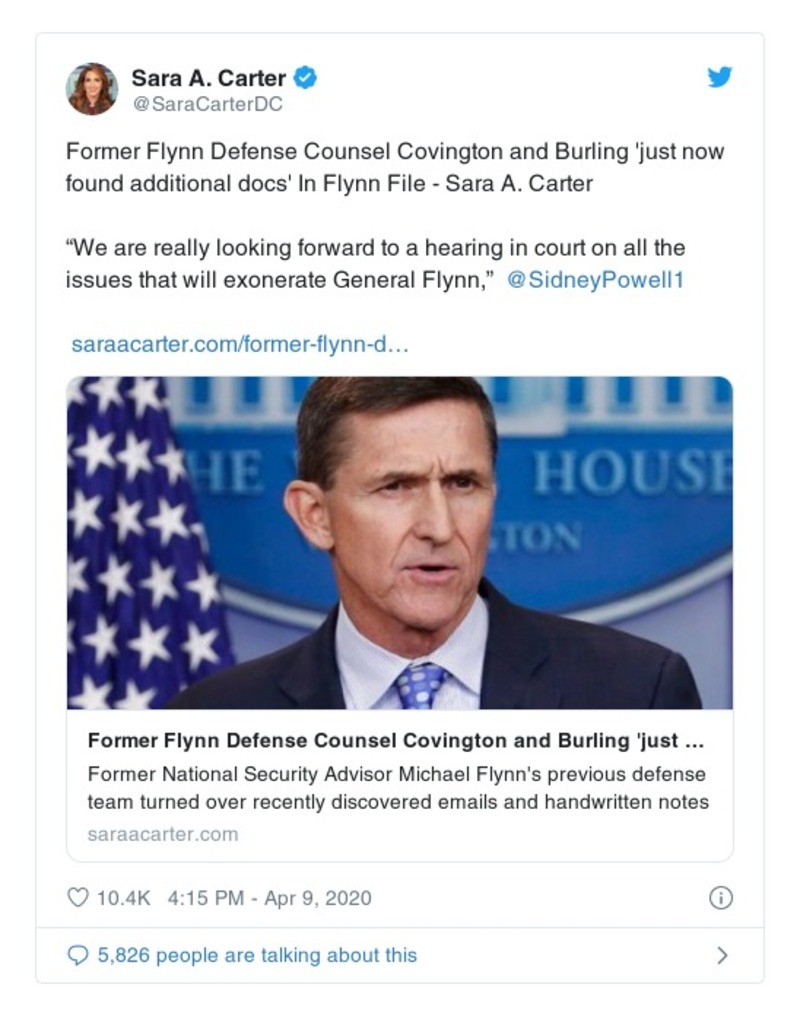 Sara A. Carter
@SaraCarterDC
Former Flynn Defense Counsel Covington and Burling 'just now
found additional docs' In Flynn File - Sara A. Carter
“We are really looking forward to a hearing in court on all the
issues that will exonerate General Flynn,” @SidneyPowell1
saraacarter.com/former-flynn-d…
HE HOUSE
TON
Former Flynn Defense Counsel Covington and Burling 'just ...
Former National Security Advisor Michael Flynn's previous defense
team turned over recently discovered emails and handwritten notes
saraacarter.com
10.4K 4:15 PM - Apr 9, 2020
5,826 people are talking about this